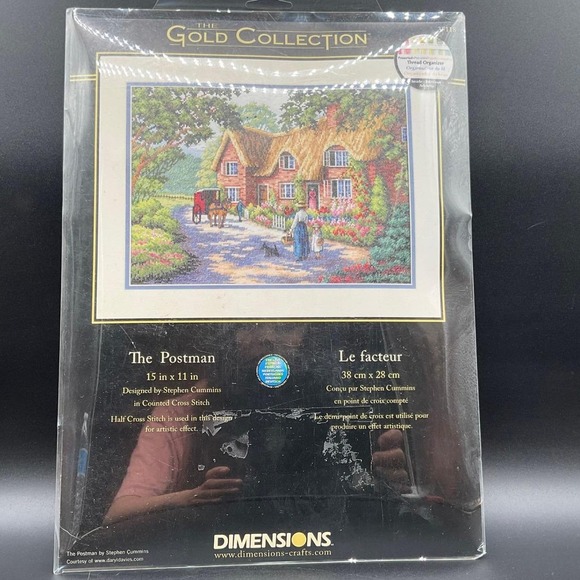 THE
GOLD COLLECTION
Thread Organizer
The Postman
15 in x 11 in
Designed by Stephen Cummins
in Counted Cross Stitch
Half Cross Stitch is used in this design
for artistic effect.
Le facteur
38 cm x 28 cm
Conçu par Stephen Cummins
en point de croix compté
Le demi-point de croix est utilisé pour
produire un effet artistique.
DIMENSIONS
www.dimensions-crafts.com
The Postman by Stephen Cummins
Courtesy of www.daryldavies.com